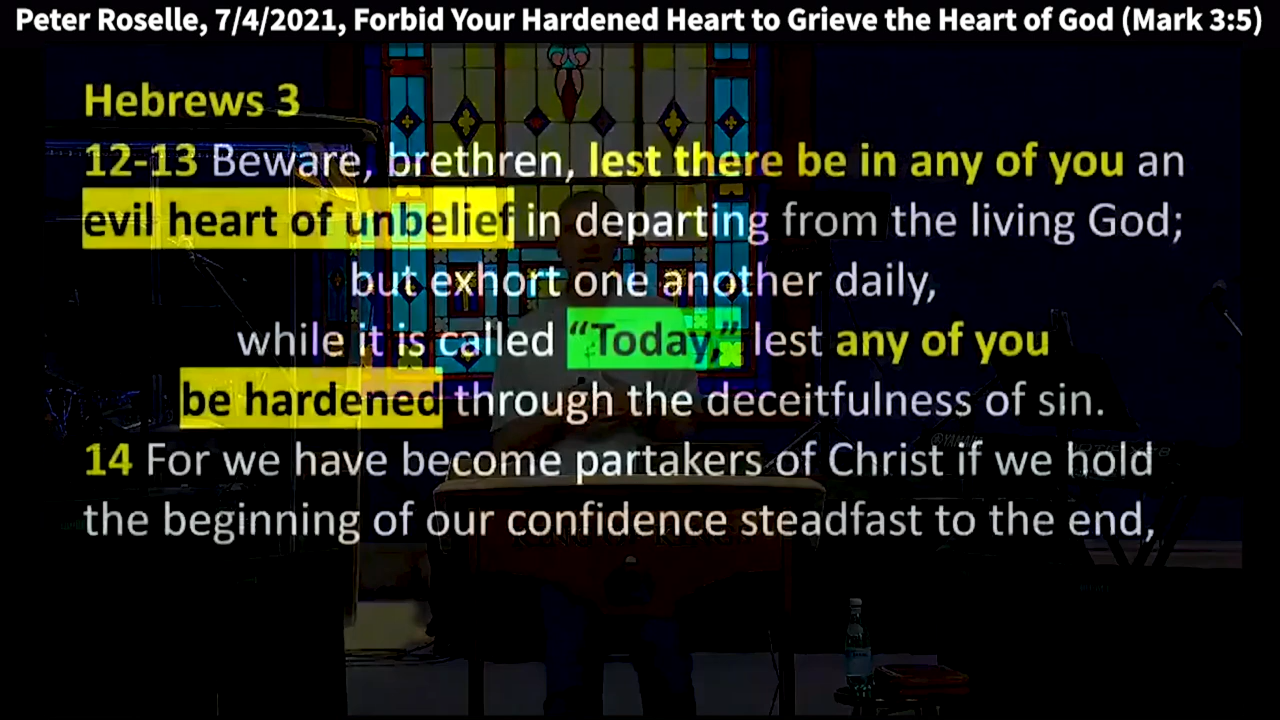 Peter Roselle, 7/4/2021, Forbid Your Hardened Heart to Grieve the Heart of God (Mark 3:5)
Hebrews 3
12-13 Beware, brethren, lest there be in any of you an
evil heart of unbelief in departing from the living God;
but exhort one another daily,
while it is called “Today,” lest any of you
be hardened through the deceitfulness of sin.
14 For we have become partakers of Christ if we hold
the beginning of our confidence steadfast to the end,